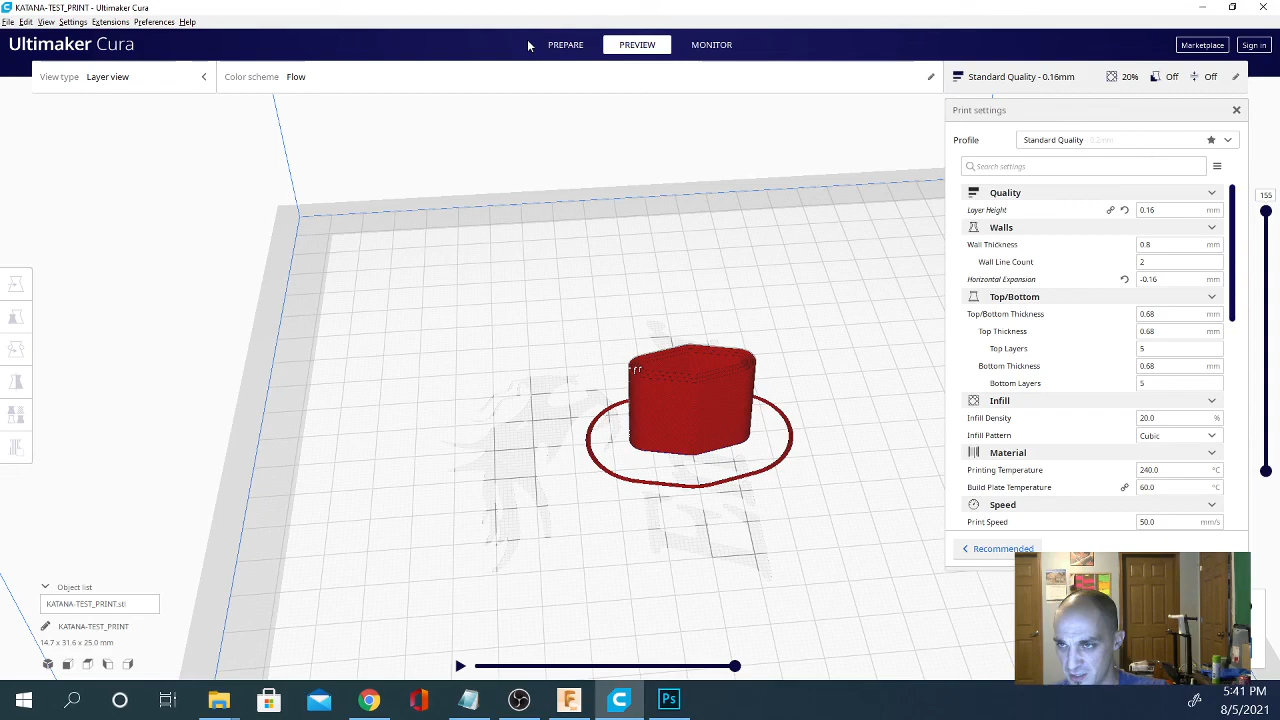 KATANA-TEST_PRINT - Ultimaker Cura
File Edit View Settings Extensions Preferences Help
Ultimaker Cura
PREPARE PREVIEW MONITOR
Marketplace Sign in
View type Layer view
Color scheme Flow
Standard Quality - 0.16mm 20% Off Off
Print settings
Profile Standard Quality - 0.2mm
Search settings
155
Quality
Layer Height 0.16 mm
Walls
Wall Thickness 0.8 mm
Wall Line Count 2
Horizontal Expansion -0.16 mm
Top/Bottom
Top/Bottom Thickness 0.68 mm
Top Thickness 0.68 mm
Top Layers 5
Bottom Thickness 0.68 mm
Bottom Layers 5
Infill
Infill Density 20.0 %
Infill Pattern Cubic
Material
Printing Temperature 240.0 °C
Build Plate Temperature 60.0 °C
Speed
Print Speed 50.0 mm/s
Recommended
Object list
KATANA-TEST_PRINT.stl
KATANA-TEST_PRINT
14.7 x 31.6 x 25.0 mm
Ps
5:41 PM
8/5/2021